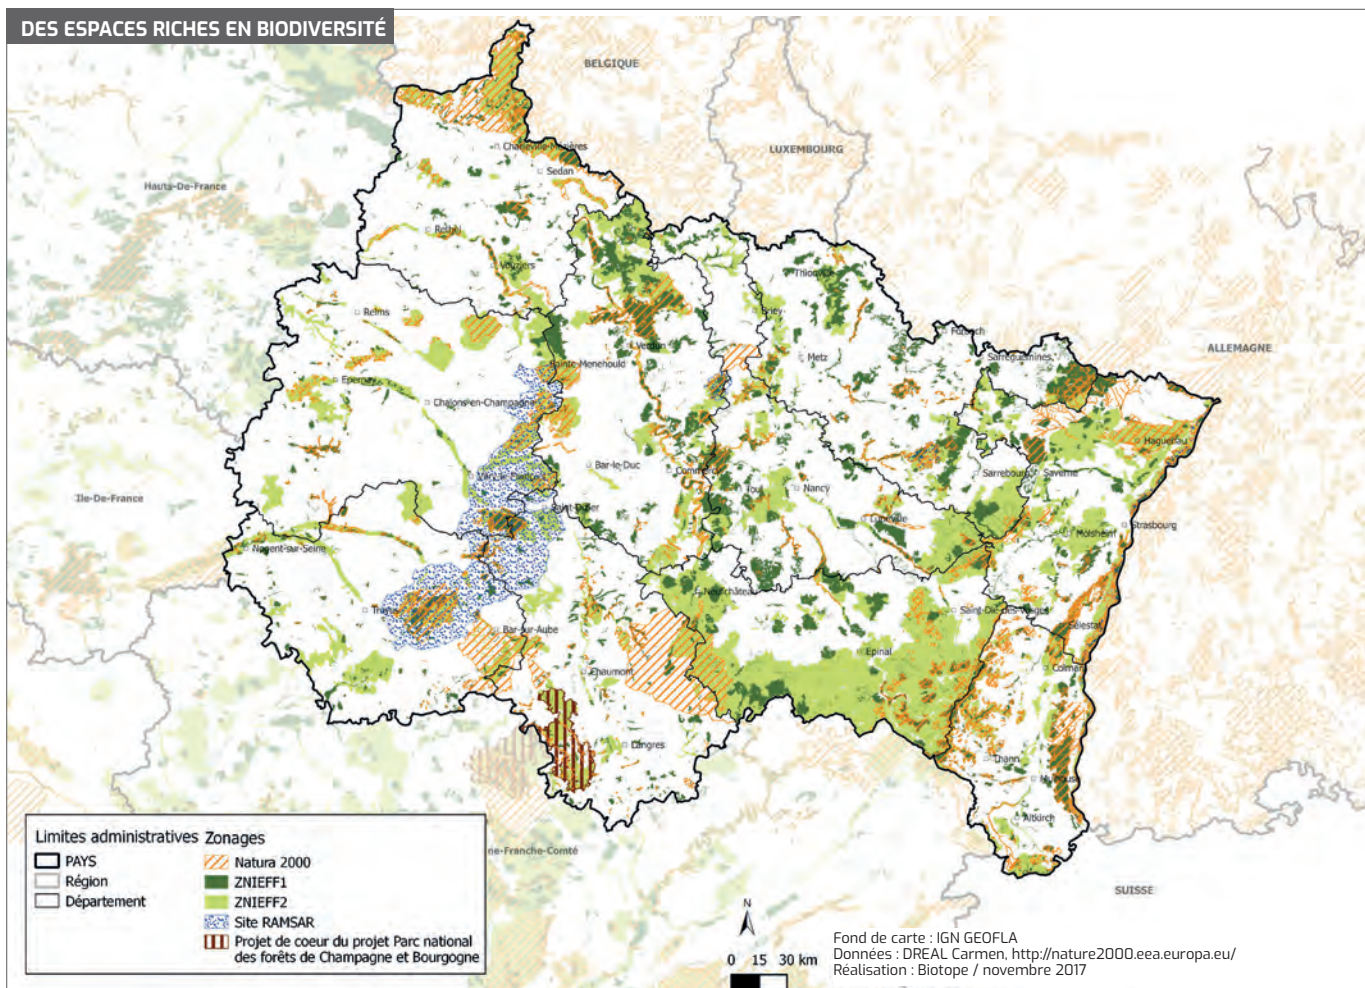 DES ESPACES RICHES EN BIODIVERSITÉ
BELGIQUE
LUXEMBOURG
ALLEMAGNE
SUISSE
Hauts-De-France
Ile-De-France
ne-Franche-Comté
Charleville-Mézières
Sedan
Rethel
Vouziers
Reims
Thionville
Briey
Forbach
Verdun
Metz
Sarreguemines
Sainte-Menehould
Epernay
Chalons-en-Champagne
Haguenau
Bar-le-Duc
Commercy
Sarrebourg
Saverne
Toul
Nancy
Saint-Dizier
Lunéville
Strasbourg
Molsheim
Nogent-sur-Seine
Neufchâteau
Troyes
Saint-Dié-des-Vosges
Sélestat
Bar-sur-Aube
Epinal
Colmar
Chaumont
Langres
Thann
Mulhouse
Altkirch
Limites administratives
PAYS
Région
Département
Zonages
Natura 2000
ZNIEFF1
ZNIEFF2
Site RAMSAR
Projet de coeur du projet Parc national
des forêts de Champagne et Bourgogne
N
0 15 30 km
Fond de carte : IGN GEOFLA
Données : DREAL Carmen, http://nature2000.eea.europa.eu/
Réalisation : Biotope / novembre 2017